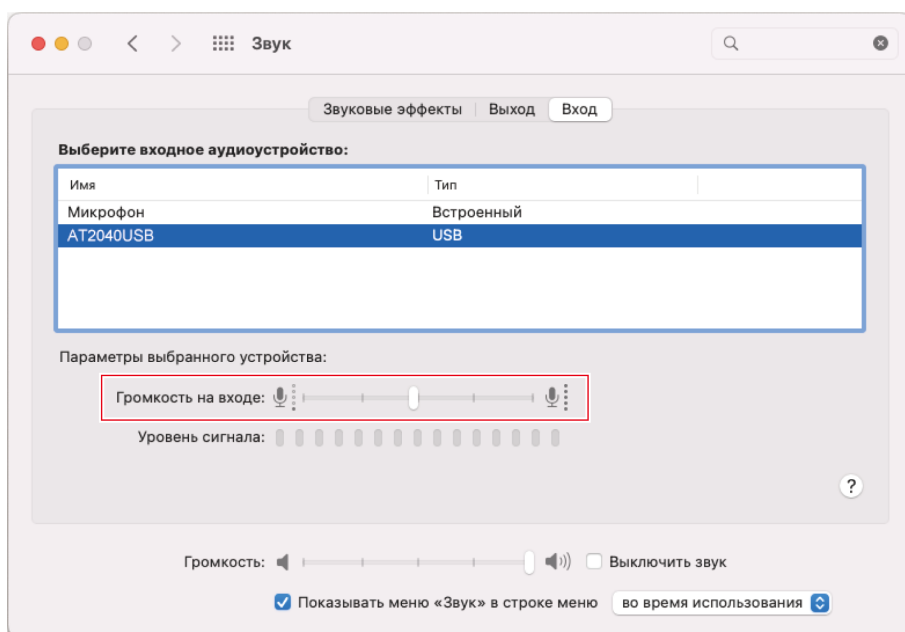 Звук
Звуковые эффекты Выход Вход
Выберите входное аудиоустройство:
Имя Тип
Микрофон Встроенный
AT2040USB USB
Параметры выбранного устройства:
Громкость на входе:
Уровень сигнала:
?
Громкость: Выключить звук
Показывать меню «Звук» в строке меню во время использования